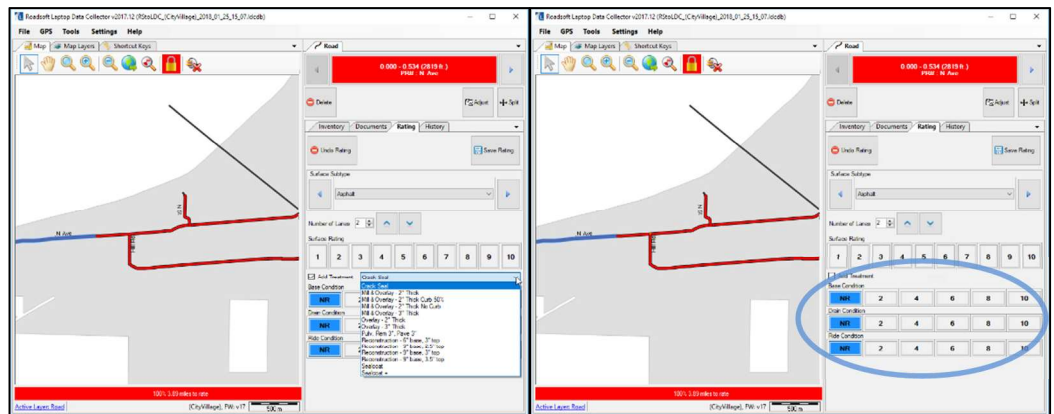 Roadsoft Laptop Data Collector v2017.12 (RStoLDC_(CityVillage)_2018_01_25_15_07.ldcdb)
File GPS Tools Settings Help
Map Map Layers Shortcut Keys
Road
0.000 - 0.534 (2819 ft.)
PR#: N Ave
Delete Adjust Split
Inventory Documents Rating History
Undo Rating Save Rating
Surface Subtype
Asphalt
Number of Lanes 2
Surface Rating
1 2 3 4 5 6 7 8 9 10
Add Treatment Crack Seal
Base Condition
NR
Drain Condition
NR
Ride Condition
NR
Crack Seal
Mill & Overlay - 2" Thick
Mill & Overlay - 2" Thick Curb 50%
Mill & Overlay - 2" Thick No Curb
Mill & Overlay - 3" Thick
Overlay - 2" Thick
Overlay - 3" Thick
Pulv, Rem 3", Pave 3"
Reconstruction - 6" base, 3" top
Reconstruction - 9" base, 3" top
Reconstruction - 9" base, 3.5" top
Sealcoat
Sealcoat +
N Ave
100% 3.89 miles to rate
Active Layer: Road (CityVillage), FW: v17 500 m
Roadsoft Laptop Data Collector v2017.12 (RStoLDC_(CityVillage)_2018_01_25_15_07.ldcdb)
File GPS Tools Settings Help
Map Map Layers Shortcut Keys
Road
0.000 - 0.534 (2819 ft.)
PR#: N Ave
Delete Adjust Split
Inventory Documents Rating History
Undo Rating Save Rating
Surface Subtype
Asphalt
Number of Lanes 2
Surface Rating
1 2 3 4 5 6 7 8 9 10
Add Treatment
Base Condition
NR 2 4 6 8 10
Drain Condition
NR 2 4 6 8 10
Ride Condition
NR 2 4 6 8 10
N Ave
100% 3.89 miles to rate
Active Layer: Road (CityVillage), FW: v17 500 m